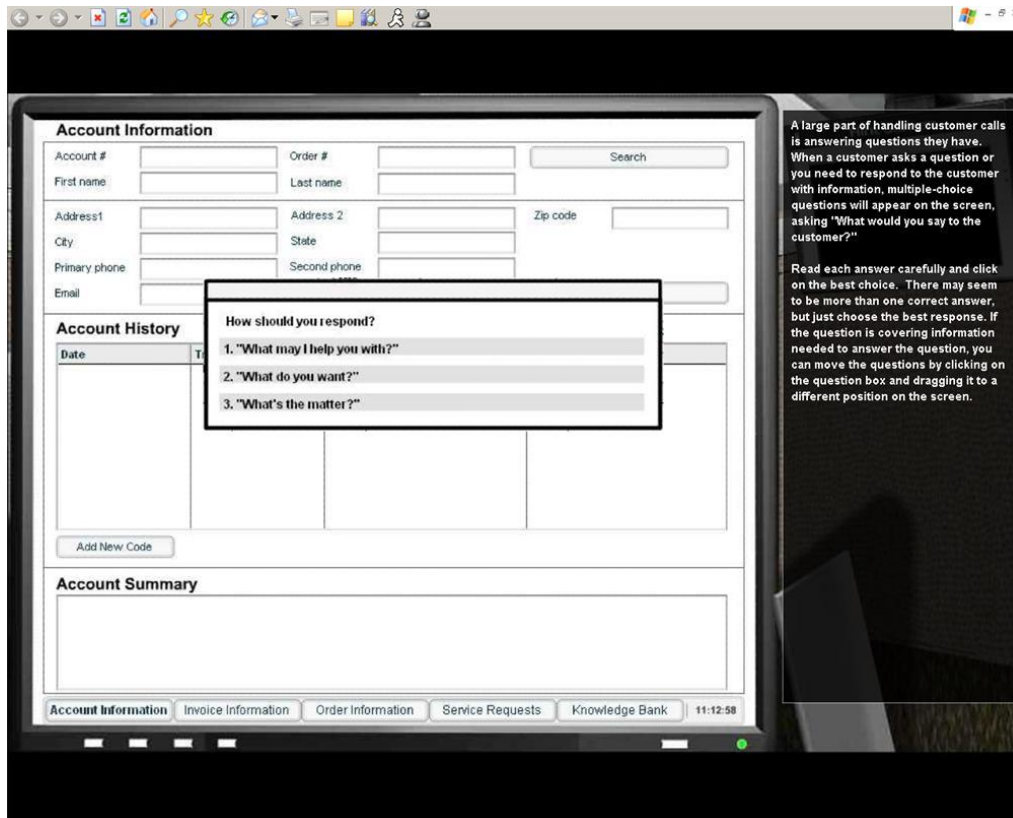 Account Information
Account # Order # Search
First name Last name
Address1 Address 2 Zip code
City State
Primary phone Second phone
Email
How should you respond?
1. "What may I help you with?"
2. "What do you want?"
3. "What's the matter?"
Account History
Date
Add New Code
Account Summary
Account Information Invoice Information Order Information Service Requests Knowledge Bank 11:12:58
A large part of handling customer calls
is answering questions they have.
When a customer asks a question or
you need to respond to the customer
with information, multiple-choice
questions will appear on the screen,
asking "What would you say to the
customer?"
Read each answer carefully and click
on the best choice. There may seem
to be more than one correct answer,
but just choose the best response. If
the question is covering information
needed to answer the question, you
can move the questions by clicking on
the question box and dragging it to a
different position on the screen.